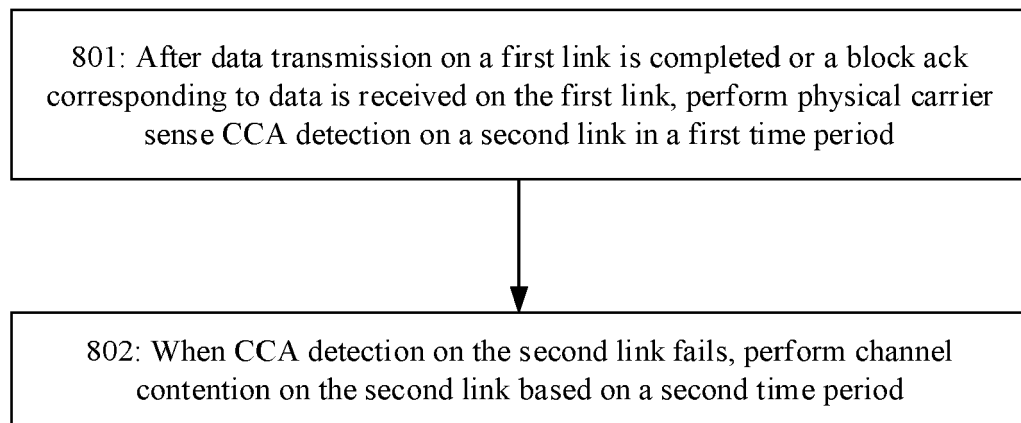 801: After data transmission on a first link is completed or a block ack
corresponding to data is received on the first link, perform physical carrier
sense CCA detection on a second link in a first time period
802: When CCA detection on the second link fails, perform channel
contention on the second link based on a second time period